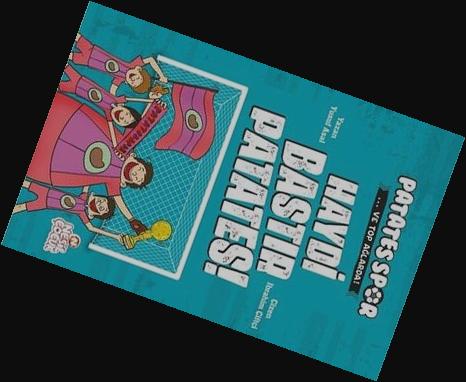 PATATES SPOR
... VE TOP AĞLARDA!
Yazan
Yusuf Asal
HAYDİ
BASTIR
PATATES!
Çizen
İbrahim Çiftçi